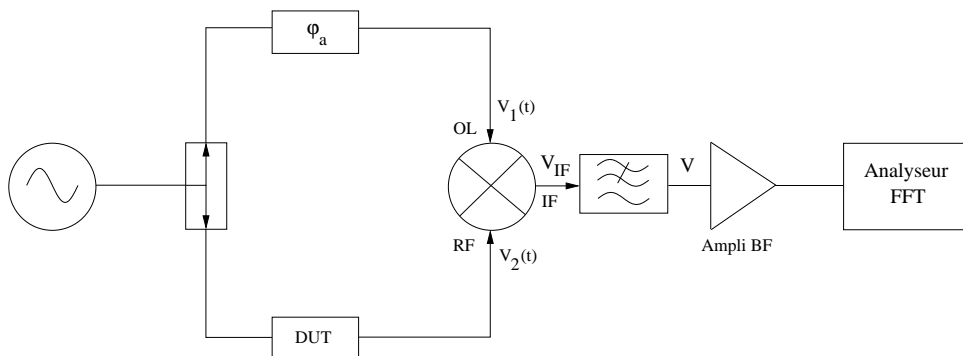 φa
V1(t)
OL
VIF
IF
V
Analyseur
FFT
RF
V2(t)
Ampli BF
DUT